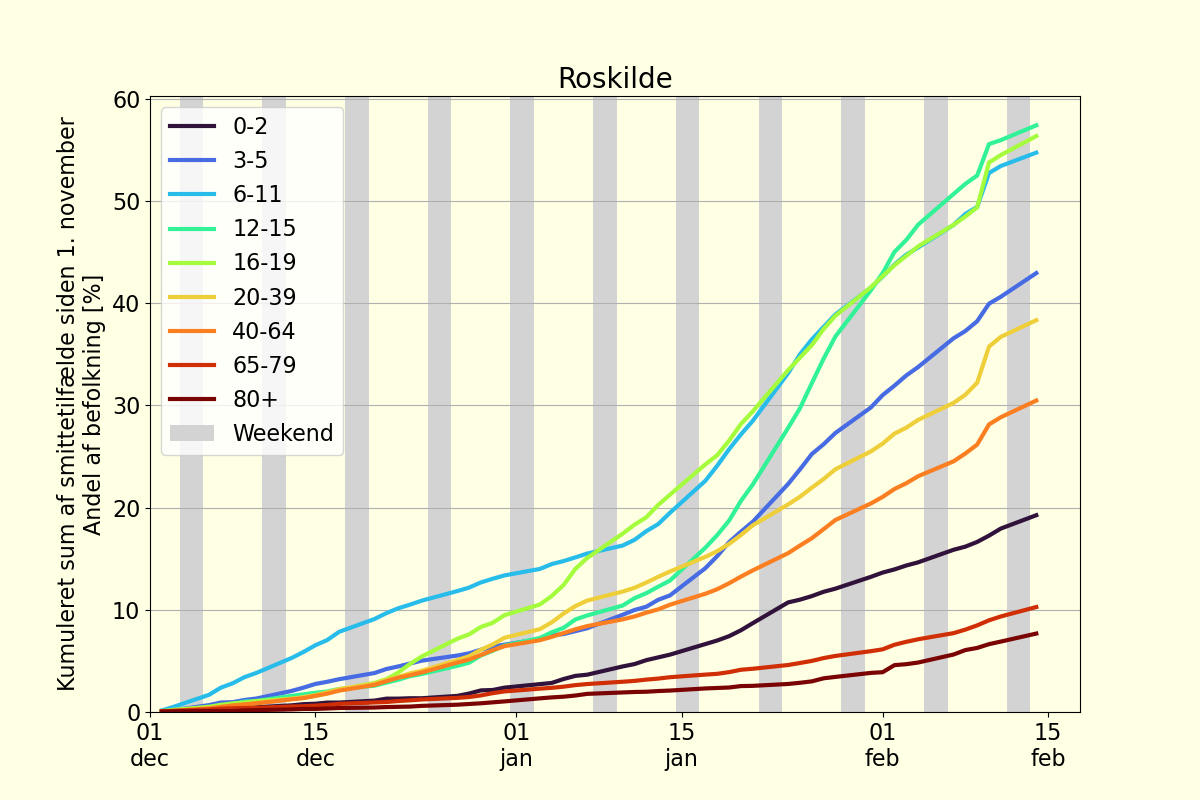 Roskilde
Kumuleret sum af smittetilfælde siden 1. november
Andel af befolkning [%]
60
50
40
30
20
10
0
0-2
3-5
6-11
12-15
16-19
20-39
40-64
65-79
80+
Weekend
01 15 01 15 01 15
dec dec jan jan feb feb